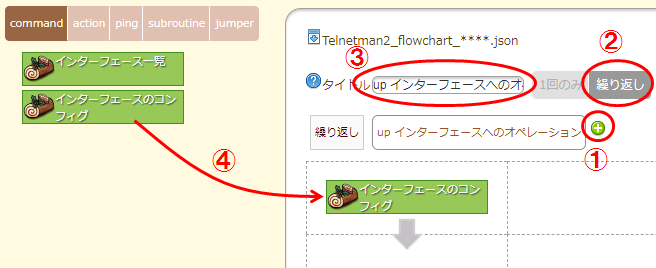 command action ping subroutine jumper
インターフェース一覧
インターフェースのコン
フィグ
④
Telnetman2_flowchart_****.json
③
②
タイトル up インターフェースへのオ 1回のみ 繰り返し
繰り返し up インターフェースへのオペレーション
①
インターフェースのコン
フィグ